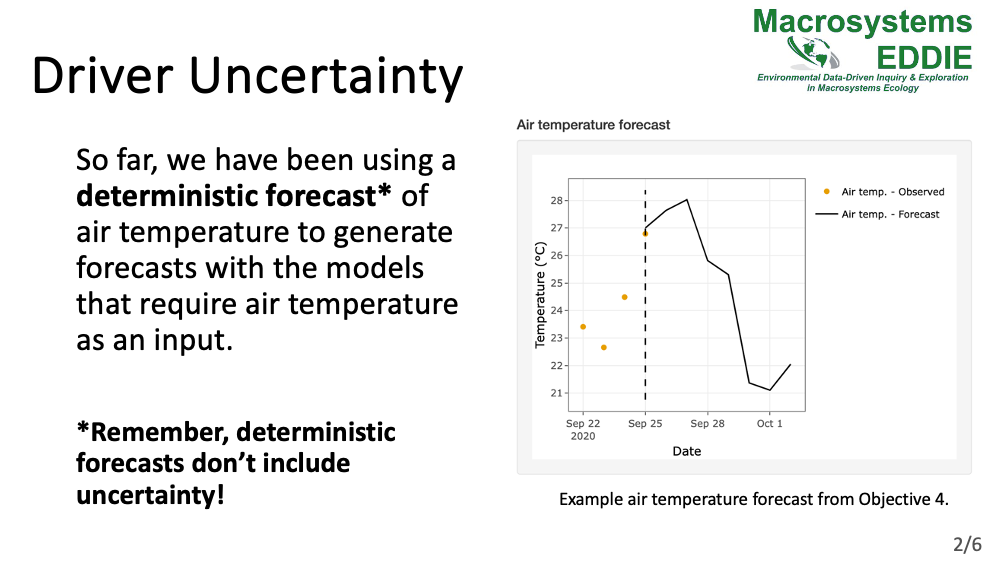 Macrosystems
EDDIE
Environmental Data-Driven Inquiry & Exploration
in Macrosystems Ecology
Driver Uncertainty
So far, we have been using a
deterministic forecast* of
air temperature to generate
forecasts with the models
that require air temperature
as an input.
*Remember, deterministic
forecasts don’t include
uncertainty!
Air temperature forecast
Air temp. - Observed
Air temp. - Forecast
Temperature (°C)
28
27
26
25
24
23
22
21
Sep 22
2020
Sep 25
Sep 28
Oct 1
Date
Example air temperature forecast from Objective 4.
2/6